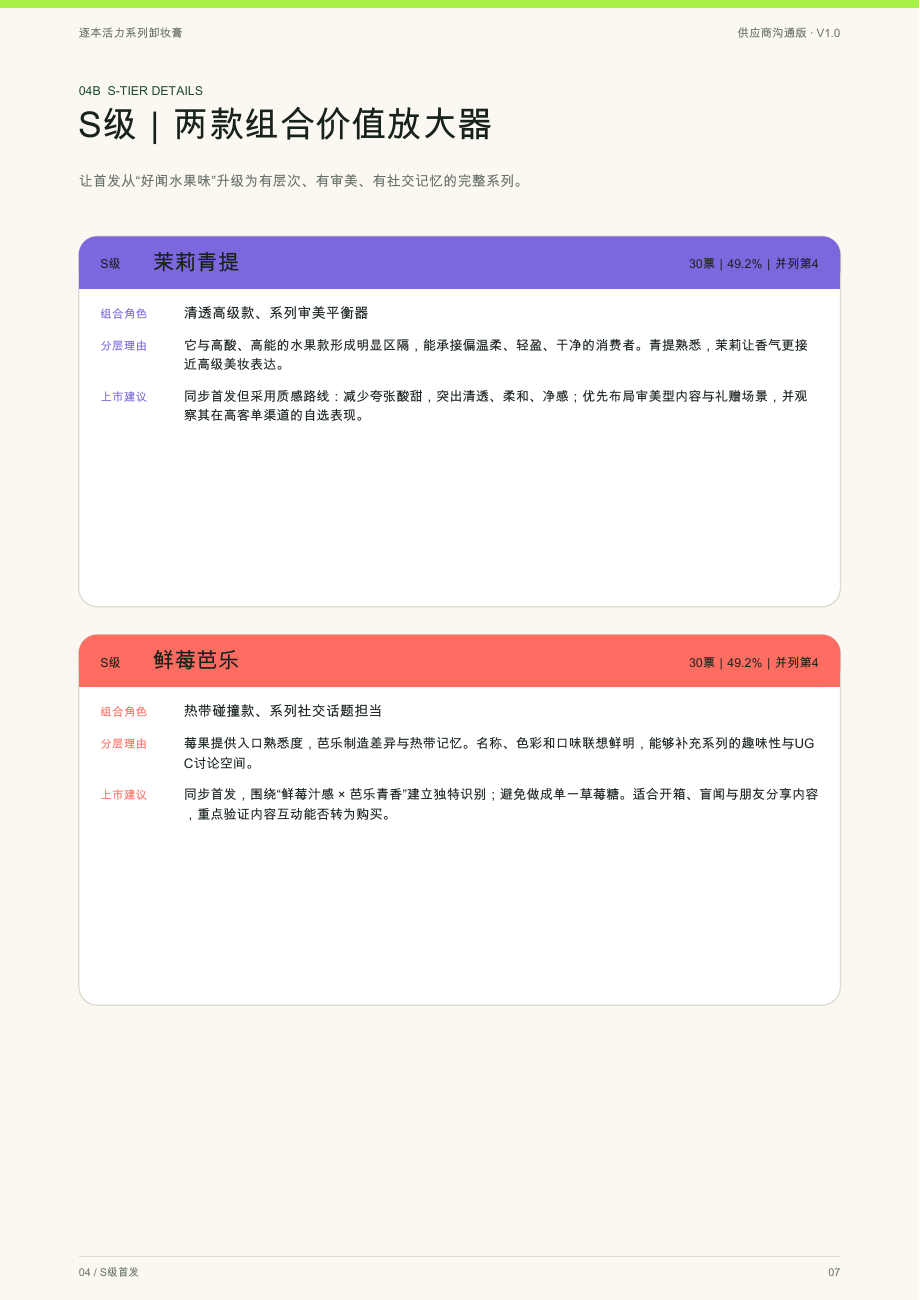 逐本活力系列卸妆膏
供应商沟通版 · V1.0
04B S-TIER DETAILS
S级 | 两款组合价值放大器
让首发从“好闻水果味”升级为有层次、有审美、有社交记忆的完整系列。
S级 茉莉青提 30票 | 49.2% | 并列第4
组合角色 清透高级款、系列审美平衡器
分层理由 它与高酸、高能的水果款形成明显区隔，能承接偏温柔、轻盈、干净的消费者。青提熟悉，茉莉让香气更接
近高级美妆表达。
上市建议 同步首发但采用质感路线：减少夸张酸甜，突出清透、柔和、净感；优先布局审美型内容与礼赠场景，并观
察其在高客单渠道的自选表现。
S级 鲜莓芭乐 30票 | 49.2% | 并列第4
组合角色 热带碰撞款、系列社交话题担当
分层理由 莓果提供入口熟悉度，芭乐制造差异与热带记忆。名称、色彩和口味联想鲜明，能够补充系列的趣味性与UG
C讨论空间。
上市建议 同步首发，围绕“鲜莓汁感 × 芭乐青香”建立独特识别；避免做成单一草莓糖。适合开箱、盲闻与朋友分享内容
，重点验证内容互动能否转为购买。
04 / S级首发
07